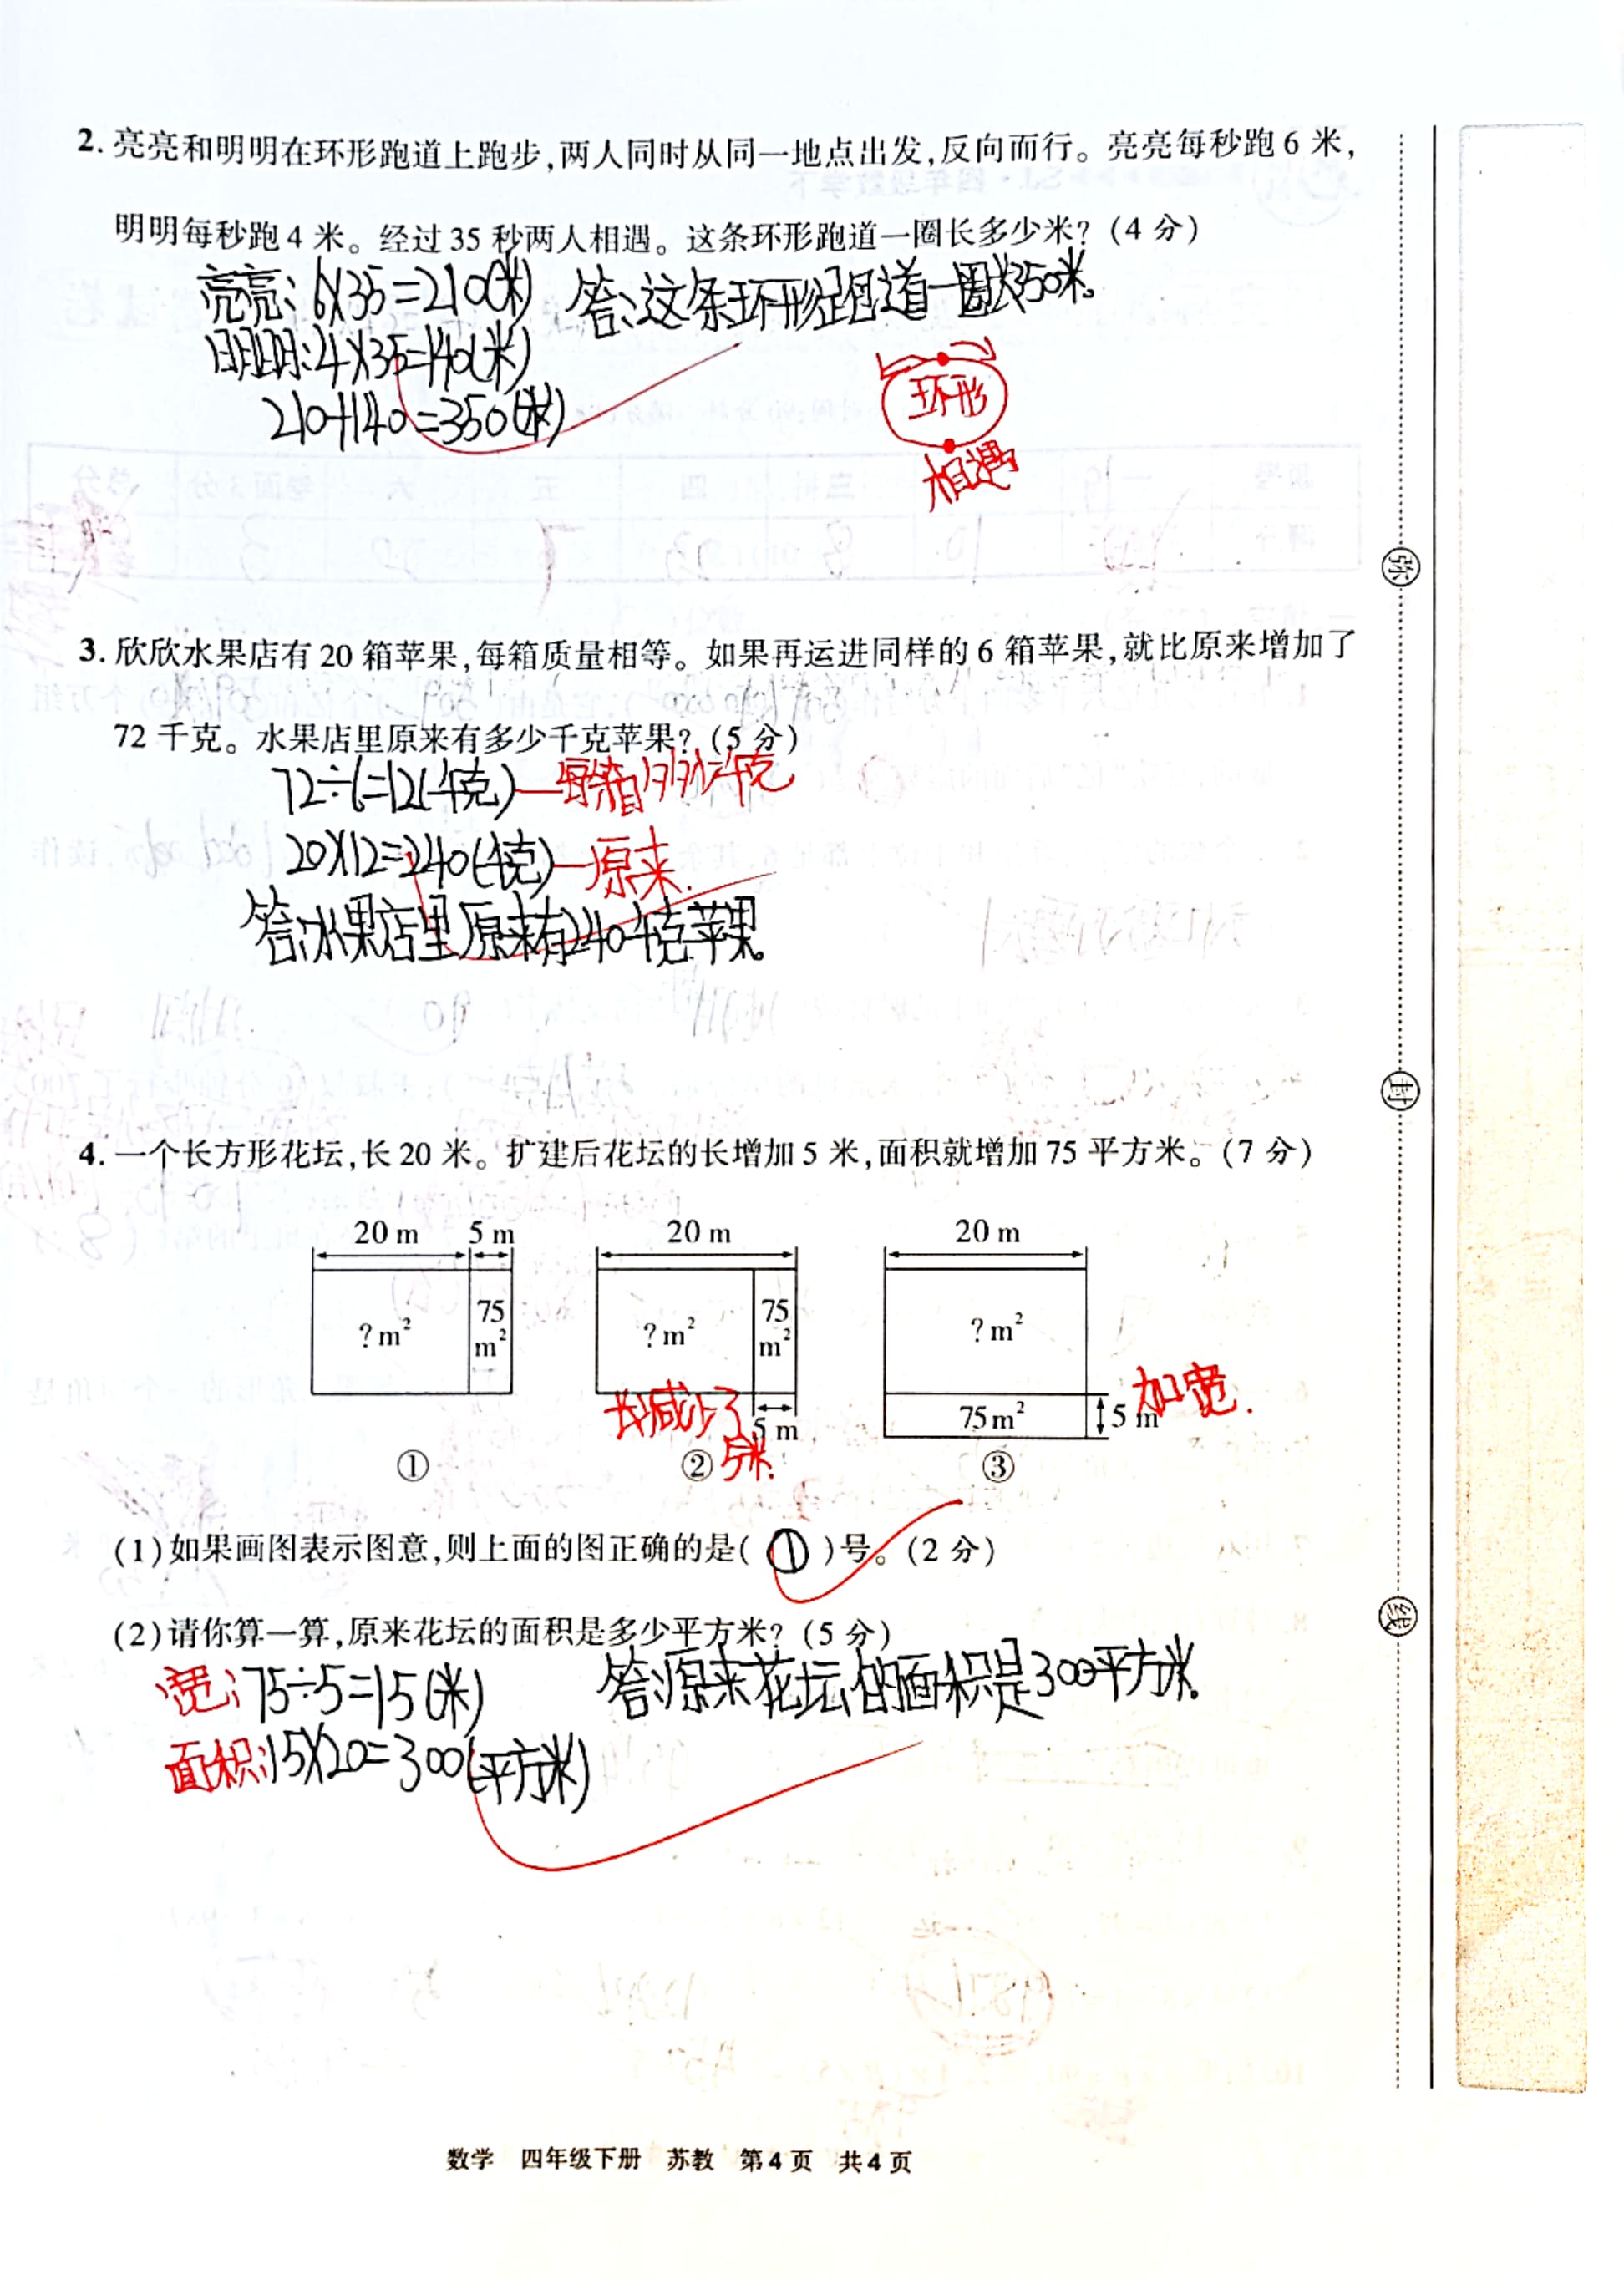 2. 亮亮和明明在环形跑道上跑步,两人同时从同一地点出发,反向而行。亮亮每秒跑6米,
明明每秒跑4米。经过35秒两人相遇。这条环形跑道一圈长多少米?(4分)
亮亮:6×35=210(米) 答:这条环形跑道一圈长350米。
明明:4×35=140(米)
210+140=350(米)
环形
相遇
3. 欣欣水果店有20箱苹果,每箱质量相等。如果再运进同样的6箱苹果,就比原来增加了
72千克。水果店里原来有多少千克苹果?(5分)
72÷6=12(千克)—每箱
20×12=240(千克)—原来.
答:水果店里原来有240千克苹果。
4. 一个长方形花坛,长20米。扩建后花坛的长增加5米,面积就增加75平方米。(7分)
20 m 5 m 20 m 20 m
?m² 75 m² ?m² 75 m² ?m²
长减少了5米. 5 m 75m² 5 m 加宽.
① ② ③
(1)如果画图表示图意,则上面的图正确的是( ① )号。(2分)
(2)请你算一算,原来花坛的面积是多少平方米?(5分)
宽:75÷5=15(米) 答:原来花坛的面积是300平方米.
面积:15×20=300(平方米)
弥
封
线
数学 四年级下册 苏教 第4页 共4页